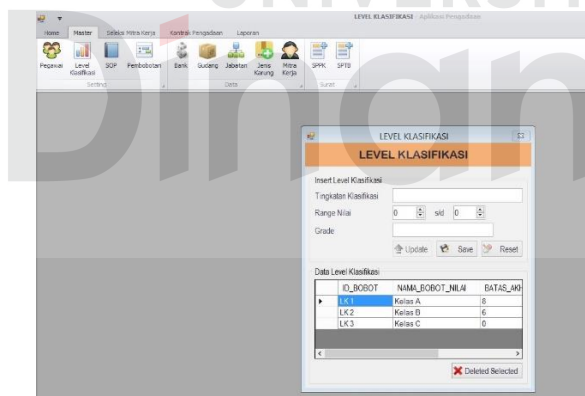 LEVEL KLASIFIKASI - Aplikasi Pengadaan
Home Master Seleksi Mitra Kerja Kontrak Pengadaan Laporan
Pegawai Level Klasifikasi SOP Pembobotan Bank Gudang Jabatan Jenis Karung Mitra Kerja SPPK SPTB
Setting Data Surat
LEVEL KLASIFIKASI
LEVEL KLASIFIKASI
Insert Level Klasifikasi
Tingkatan Klasifikasi
Range Nilai 0 s/d 0
Grade
Update Save Reset
Data Level Klasifikasi
ID_BOBOT NAMA_BOBOT_NILAI BATAS_AKH
LK1 Kelas A 8
LK2 Kelas B 6
LK3 Kelas C 0
Deleted Selected
Dinam